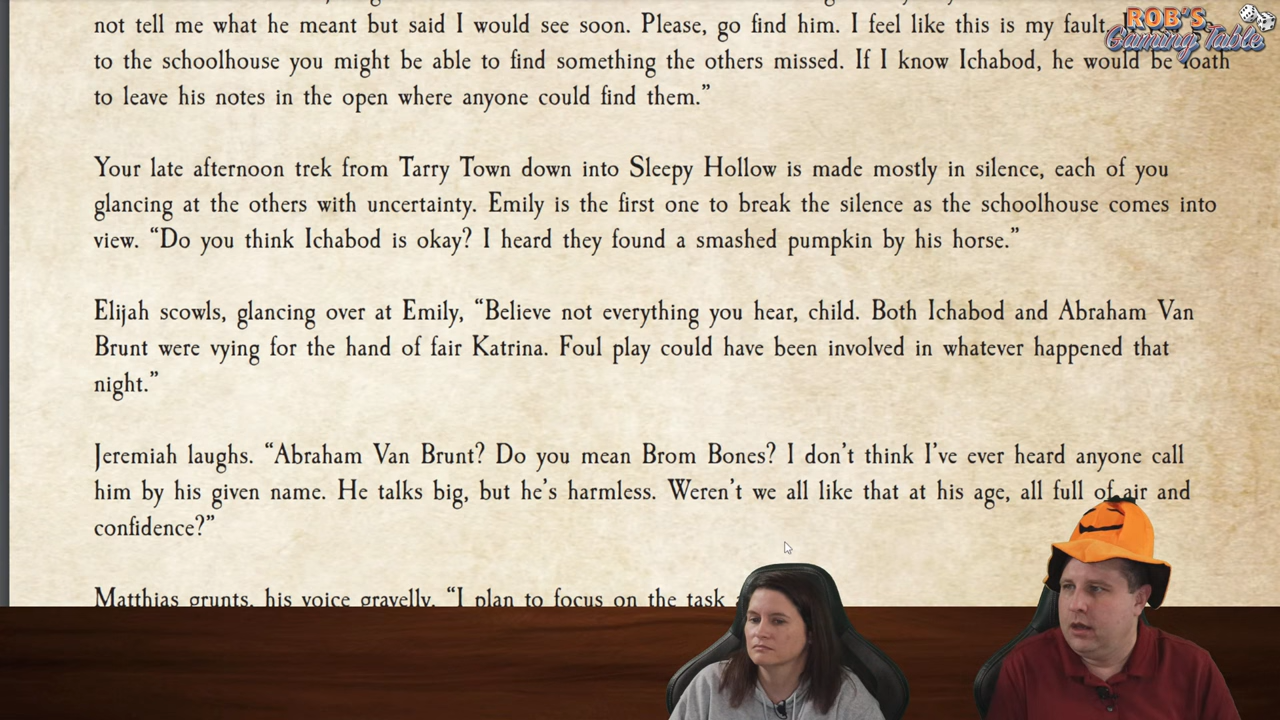 not tell me what he meant but said I would see soon. Please, go find him. I feel like this is my fault,
ROB'S
Gaming Table
to the schoolhouse you might be able to find something the others missed. If I know Ichabod, he would be loath
to leave his notes in the open where anyone could find them.”
Your late afternoon trek from Tarry Town down into Sleepy Hollow is made mostly in silence, each of you
glancing at the others with uncertainty. Emily is the first one to break the silence as the schoolhouse comes into
view. “Do you think Ichabod is okay? I heard they found a smashed pumpkin by his horse.”
Elijah scowls, glancing over at Emily, “Believe not everything you hear, child. Both Ichabod and Abraham Van
Brunt were vying for the hand of fair Katrina. Foul play could have been involved in whatever happened that
night.”
Jeremiah laughs. “Abraham Van Brunt? Do you mean Brom Bones? I don’t think I’ve ever heard anyone call
him by his given name. He talks big, but he’s harmless. Weren’t we all like that at his age, all full of air and
confidence?”
Matthias grunts, his voice gravelly, “I plan to focus on the task